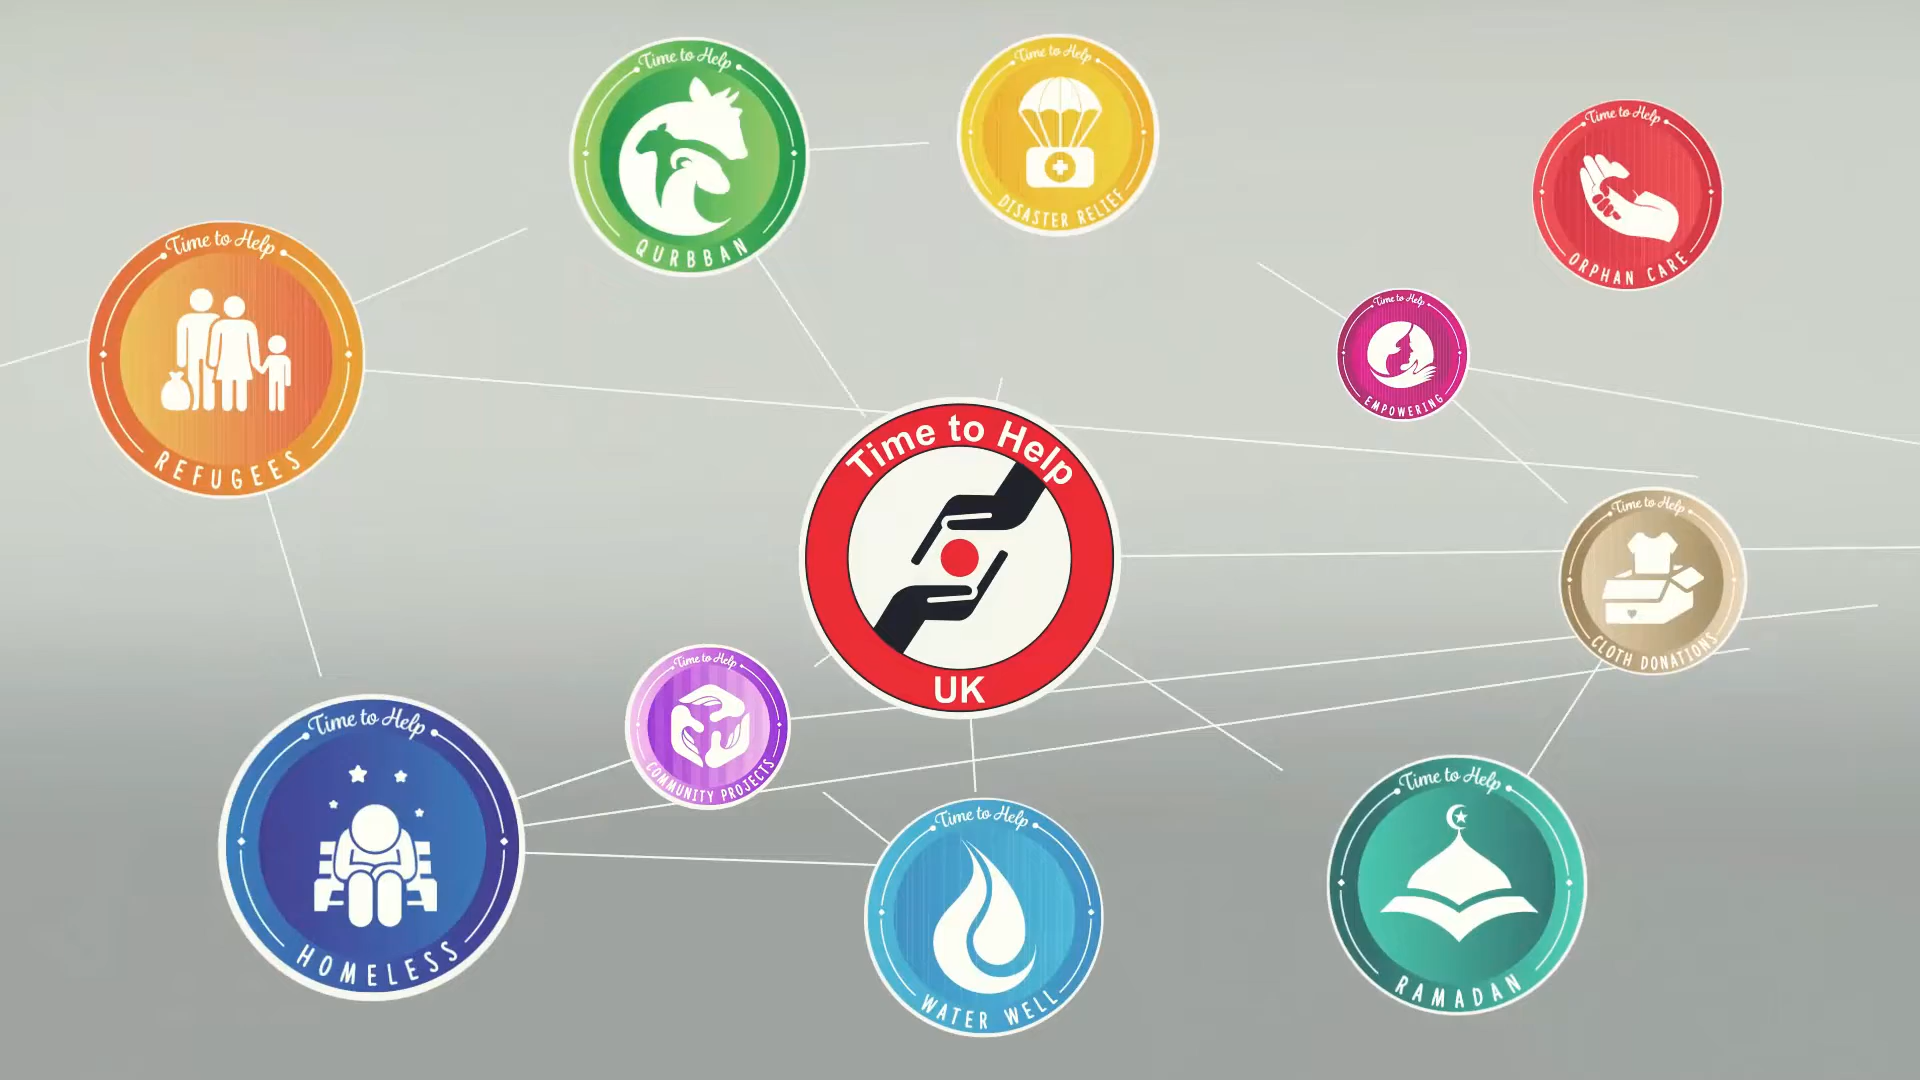 Time to Help
QURBBAN
Time to Help
DISASTER RELIEF
Time to Help
ORPHAN CARE
Time to Help
REFUGEES
Time to Help
EMPOWERING
Time to Help
UK
Time to Help
CLOTH DONATIONS
Time to Help
COMMUNITY PROJECTS
Time to Help
HOMELESS
Time to Help
WATER WELL
Time to Help
RAMADAN